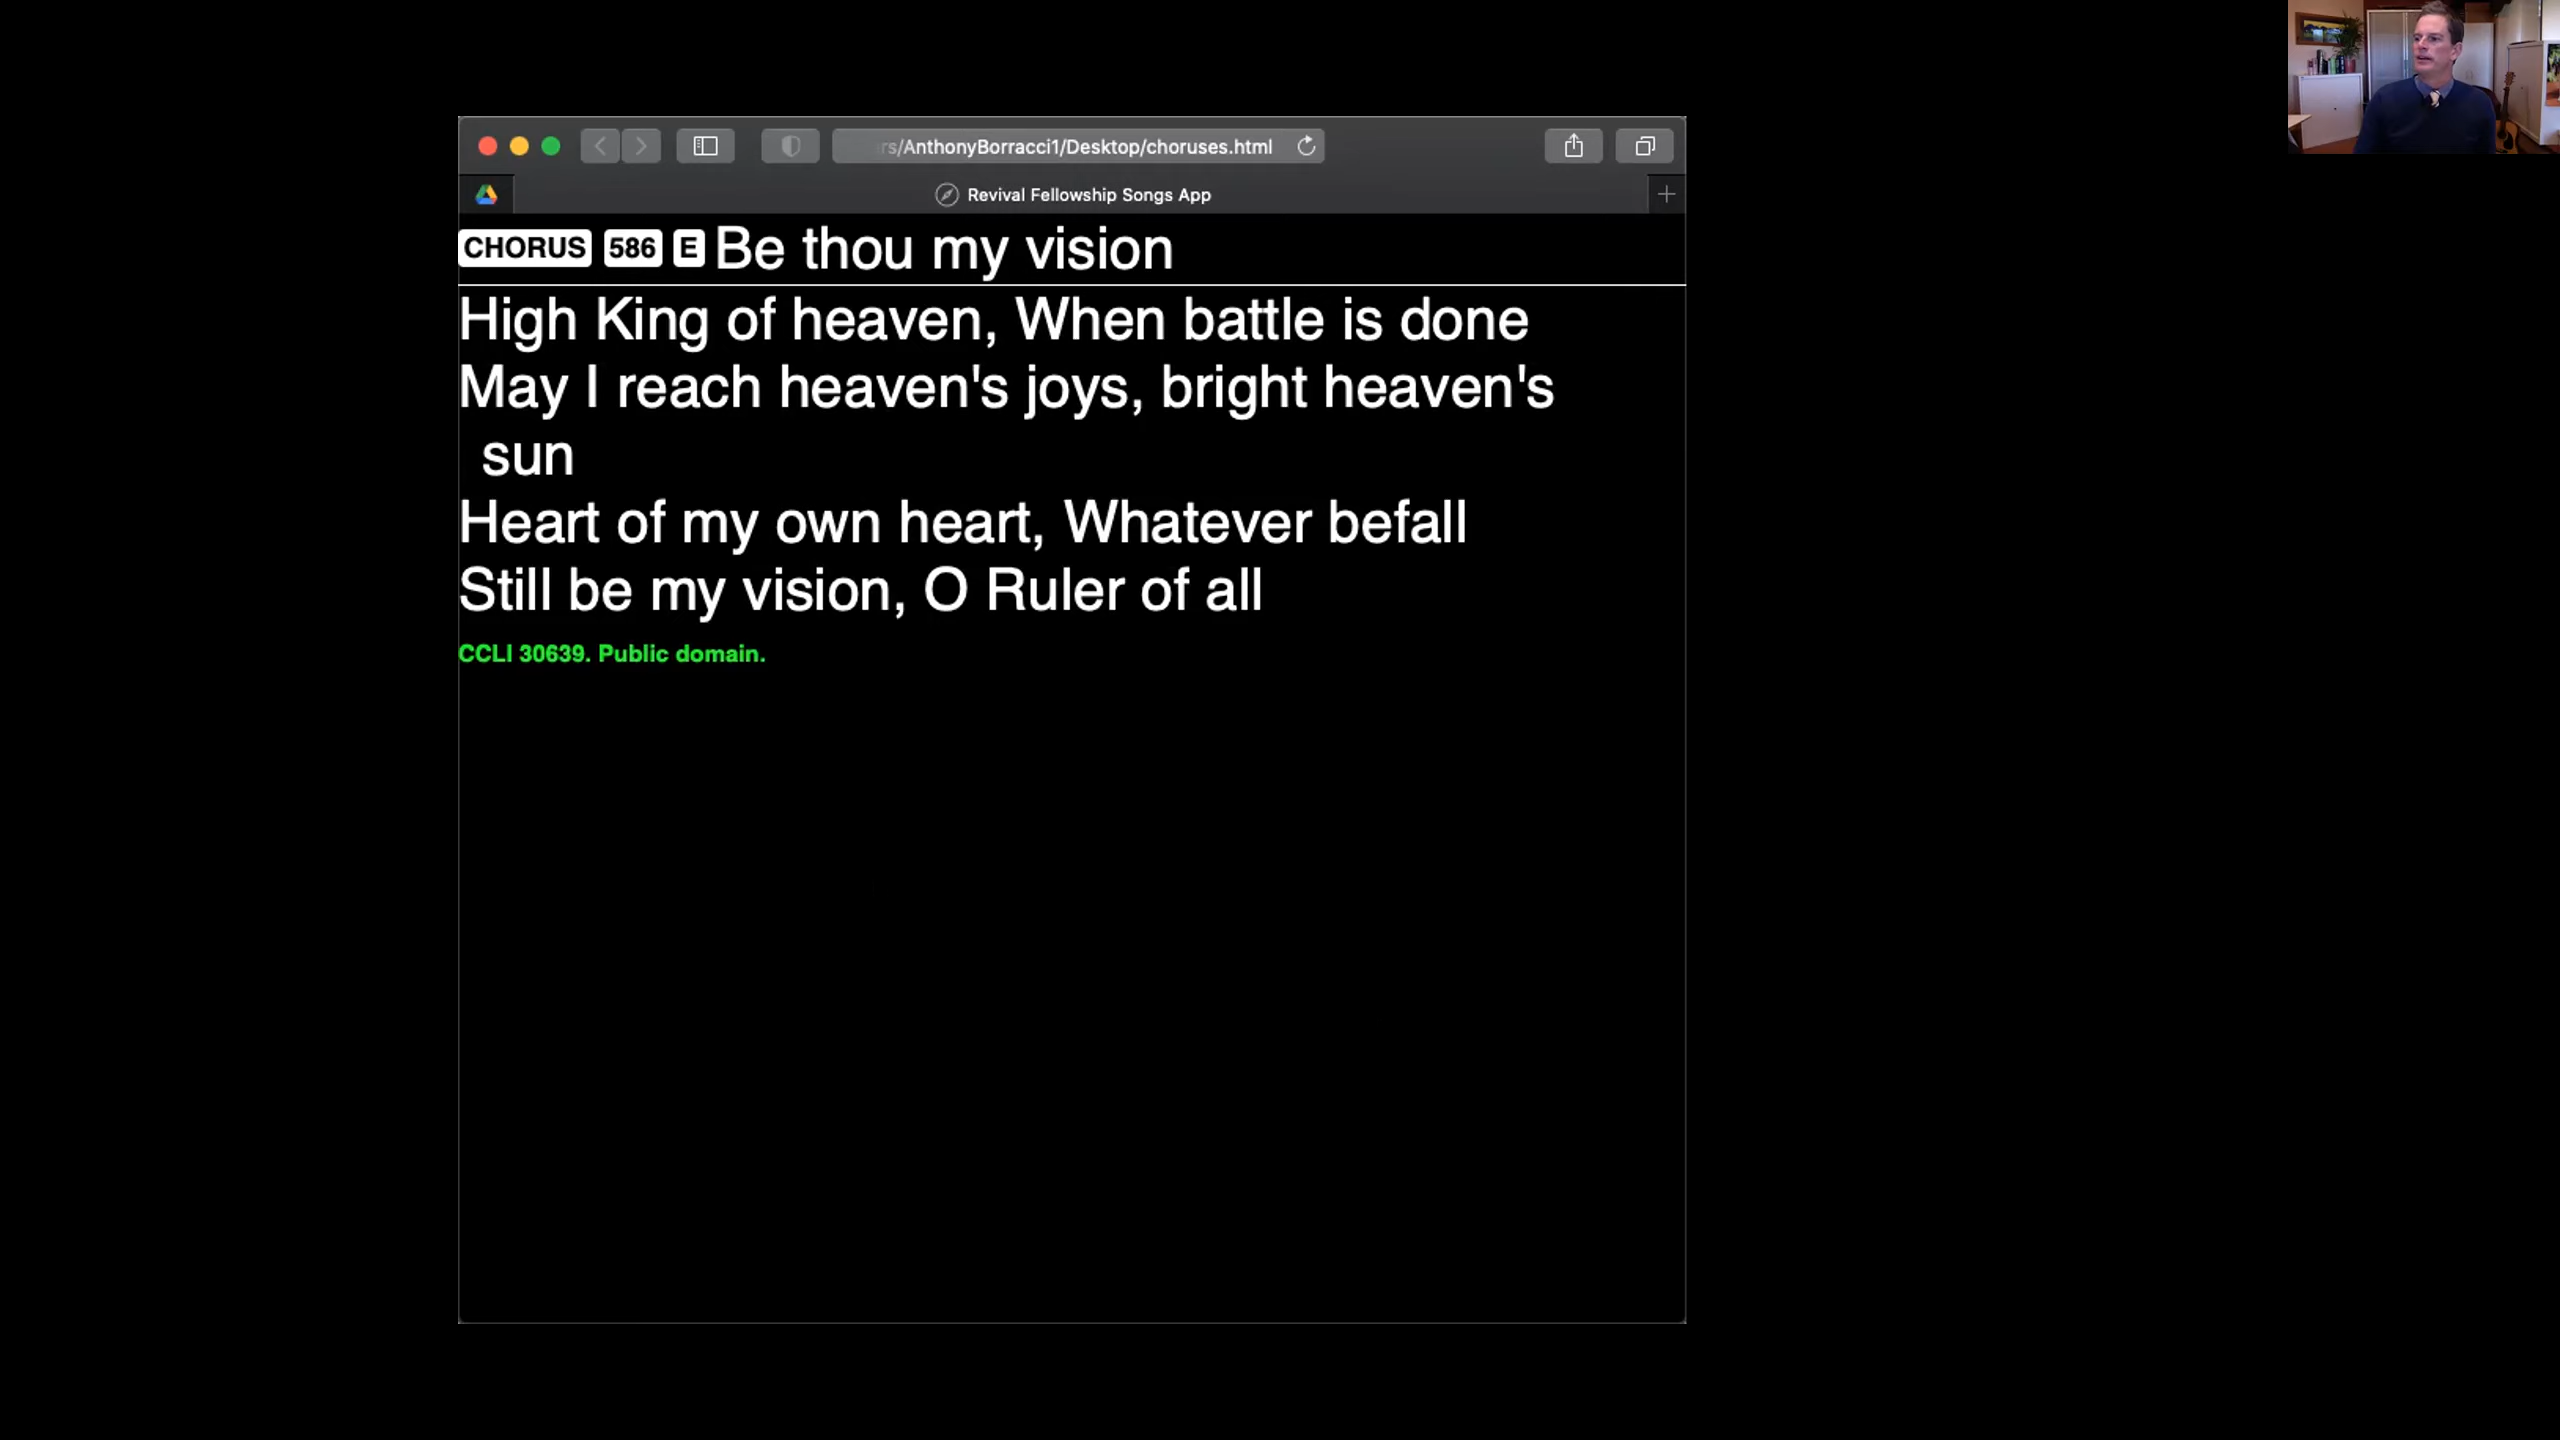 rs/AnthonyBorracci1/Desktop/choruses.html
Revival Fellowship Songs App
CHORUS 586 E Be thou my vision
High King of heaven, When battle is done
May I reach heaven's joys, bright heaven's
sun
Heart of my own heart, Whatever befall
Still be my vision, O Ruler of all
CCLI 30639. Public domain.